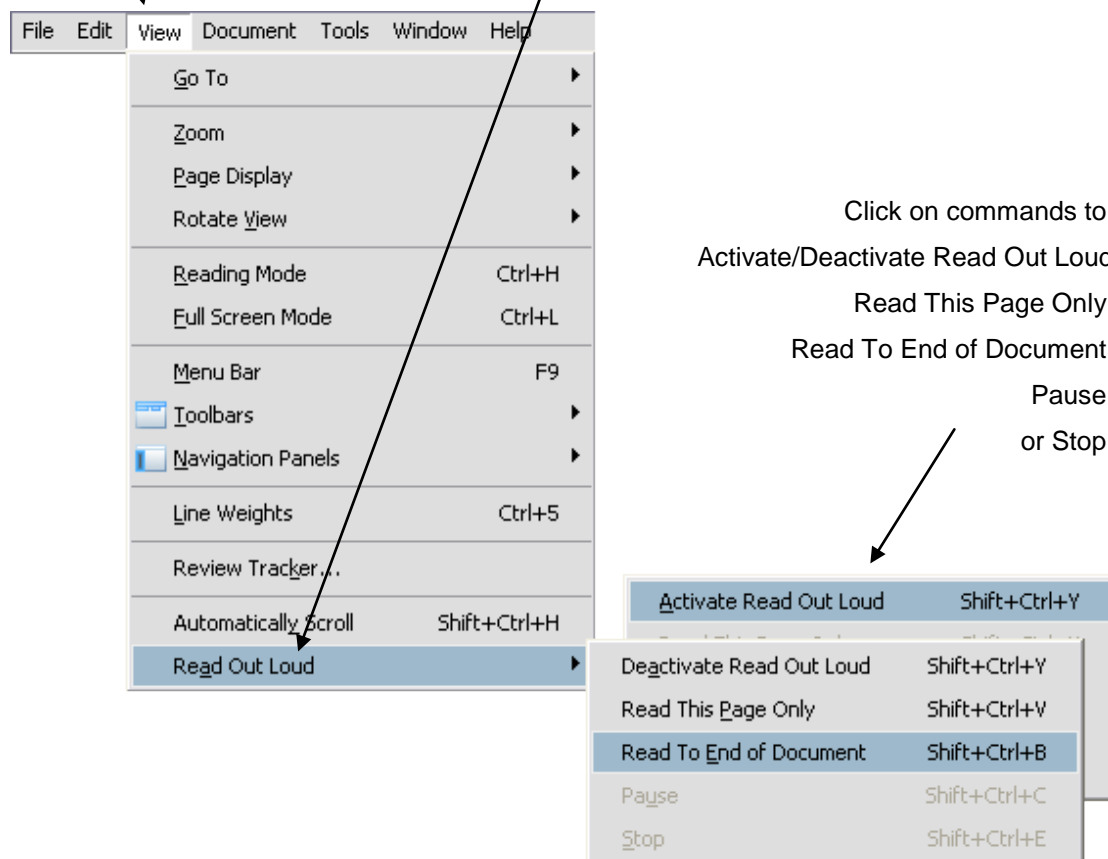 File Edit View Document Tools Window Help
Go To
Zoom
Page Display
Rotate View
Reading Mode Ctrl+H
Full Screen Mode Ctrl+L
Menu Bar F9
Toolbars
Navigation Panels
Line Weights Ctrl+5
Review Tracker...
Automatically Scroll Shift+Ctrl+H
Read Out Loud
Click on commands to
Activate/Deactivate Read Out Loud
Read This Page Only
Read To End of Document
Pause
or Stop
Activate Read Out Loud Shift+Ctrl+Y
Deactivate Read Out Loud Shift+Ctrl+Y
Read This Page Only Shift+Ctrl+V
Read To End of Document Shift+Ctrl+B
Pause Shift+Ctrl+C
Stop Shift+Ctrl+E